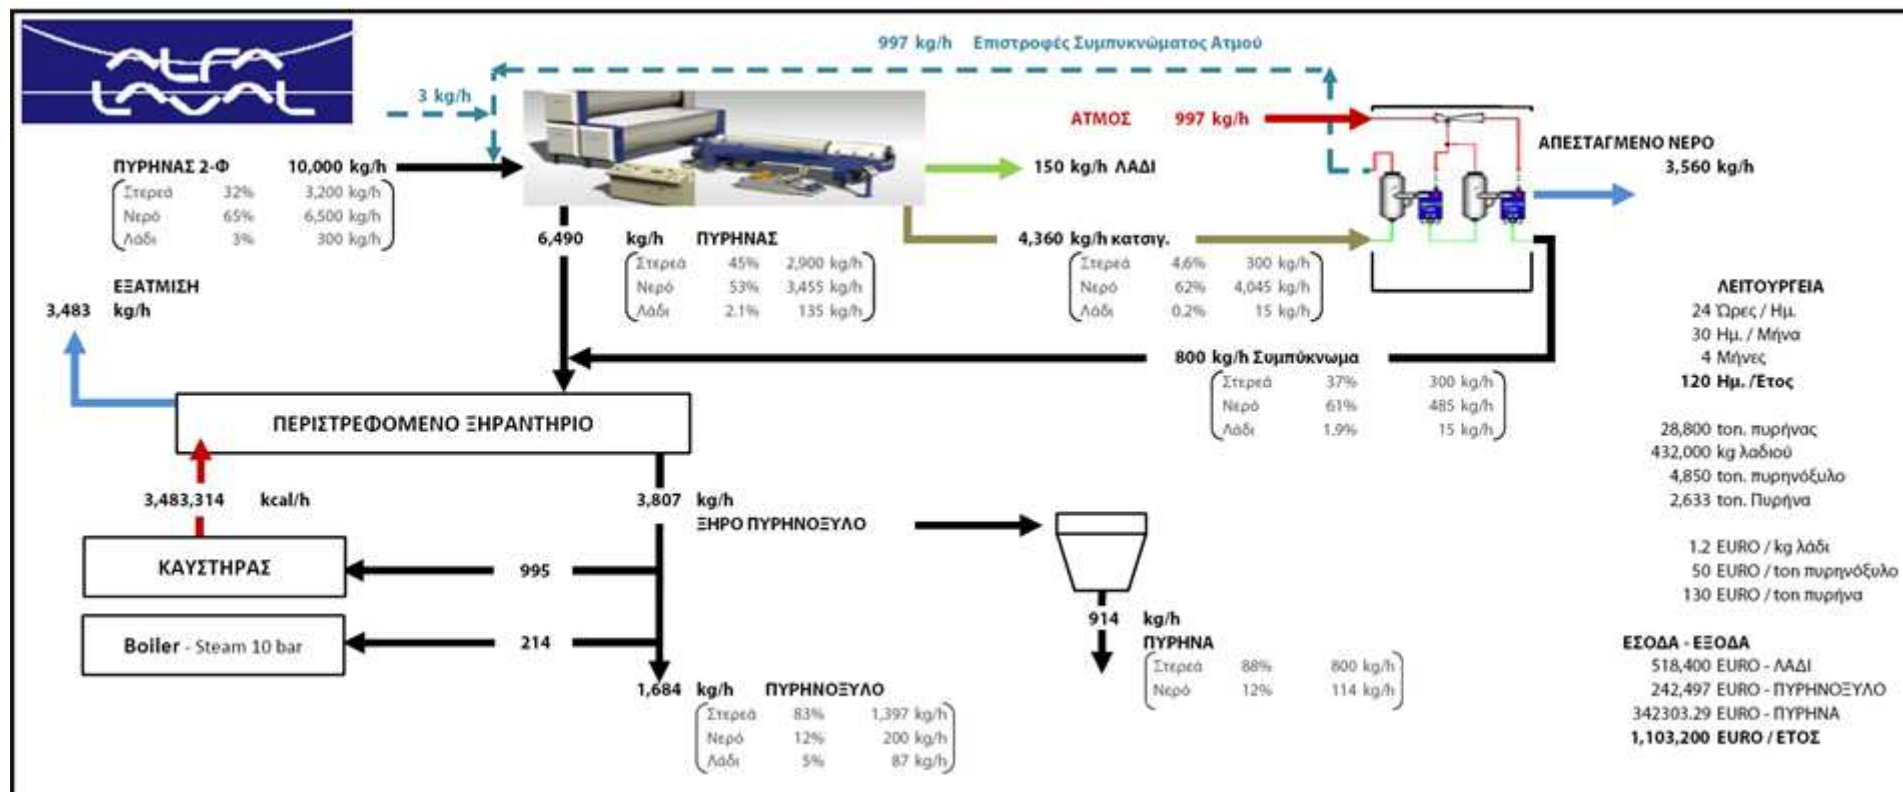 ALFA
LAVAL
997 kg/h Επιστροφές Συμπυκνώματος Ατμού
3 kg/h
ΑΤΜΟΣ 997 kg/h
ΠΥΡΗΝΑΣ 2-Φ 10,000 kg/h
Στερεά 32% 3,200 kg/h
Νερό 65% 6,500 kg/h
Λάδι 3% 300 kg/h
150 kg/h ΛΑΔΙ
ΑΠΕΣΤΑΓΜΕΝΟ ΝΕΡΟ
3,560 kg/h
6,490 kg/h ΠΥΡΗΝΑΣ
Στερεά 45% 2,900 kg/h
Νερό 53% 3,455 kg/h
Λάδι 2.1% 135 kg/h
4,360 kg/h κατσιγ.
Στερεά 4,6% 300 kg/h
Νερό 62% 4,045 kg/h
Λάδι 0.2% 15 kg/h
ΕΞΑΤΜΙΣΗ
3,483 kg/h
800 kg/h Συμπύκνωμα
Στερεά 37% 300 kg/h
Νερό 61% 485 kg/h
Λάδι 1.9% 15 kg/h
ΠΕΡΙΣΤΡΕΦΟΜΕΝΟ ΞΗΡΑΝΤΗΡΙΟ
3,483,314 kcal/h
3,807 kg/h
ΞΗΡΟ ΠΥΡΗΝΟΞΥΛΟ
ΚΑΥΣΤΗΡΑΣ
995
Boiler - Steam 10 bar
214
1,684 kg/h ΠΥΡΗΝΟΞΥΛΟ
Στερεά 83% 1,397 kg/h
Νερό 12% 200 kg/h
Λάδι 5% 87 kg/h
914 kg/h
ΠΥΡΗΝΑ
Στερεά 88% 800 kg/h
Νερό 12% 114 kg/h
ΛΕΙΤΟΥΡΓΕΙΑ
24 Ώρες / Ημ.
30 Ημ. / Μήνα
4 Μήνες
120 Ημ. /Έτος
28,800 ton. πυρήνας
432,000 kg λαδιού
4,850 ton. πυρηνόξυλο
2,633 ton. Πυρήνα
1.2 EURO / kg λάδι
50 EURO / ton πυρηνόξυλο
130 EURO / ton πυρήνα
ΕΣΟΔΑ - ΕΞΟΔΑ
518,400 EURO - ΛΑΔΙ
242,497 EURO - ΠΥΡΗΝΟΞΥΛΟ
342303.29 EURO - ΠΥΡΗΝΑ
1,103,200 EURO / ΕΤΟΣ